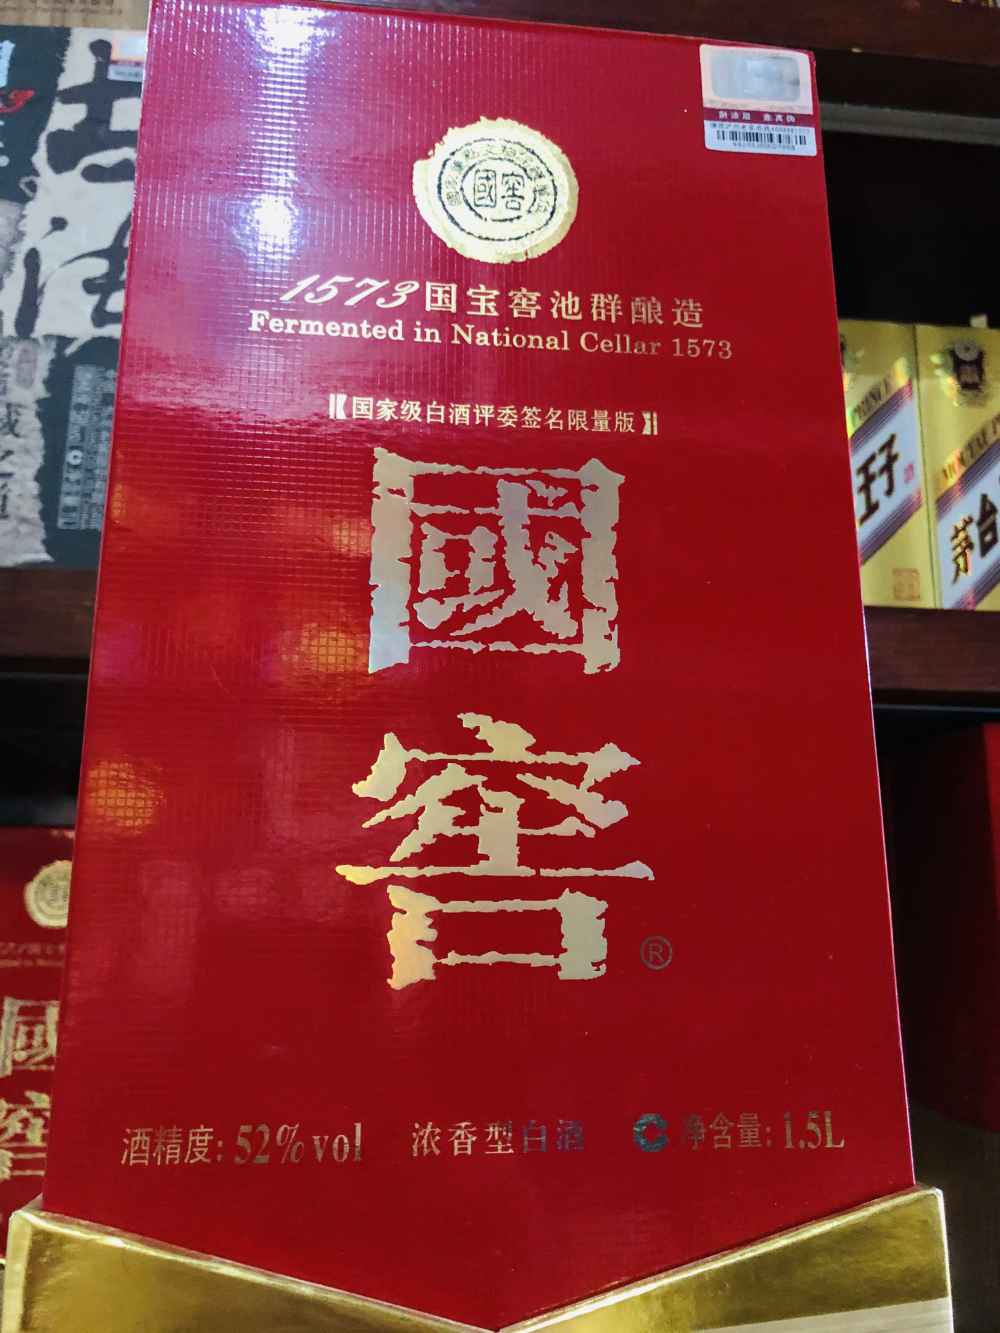 國窖
1573国宝窖池群酿造
Fermented in National Cellar 1573
【国家级白酒评委签名限量版】
國
窖
®
酒精度: 52%vol 浓香型白酒 C 净含量: 1.5L
王子
茅台
國
窖